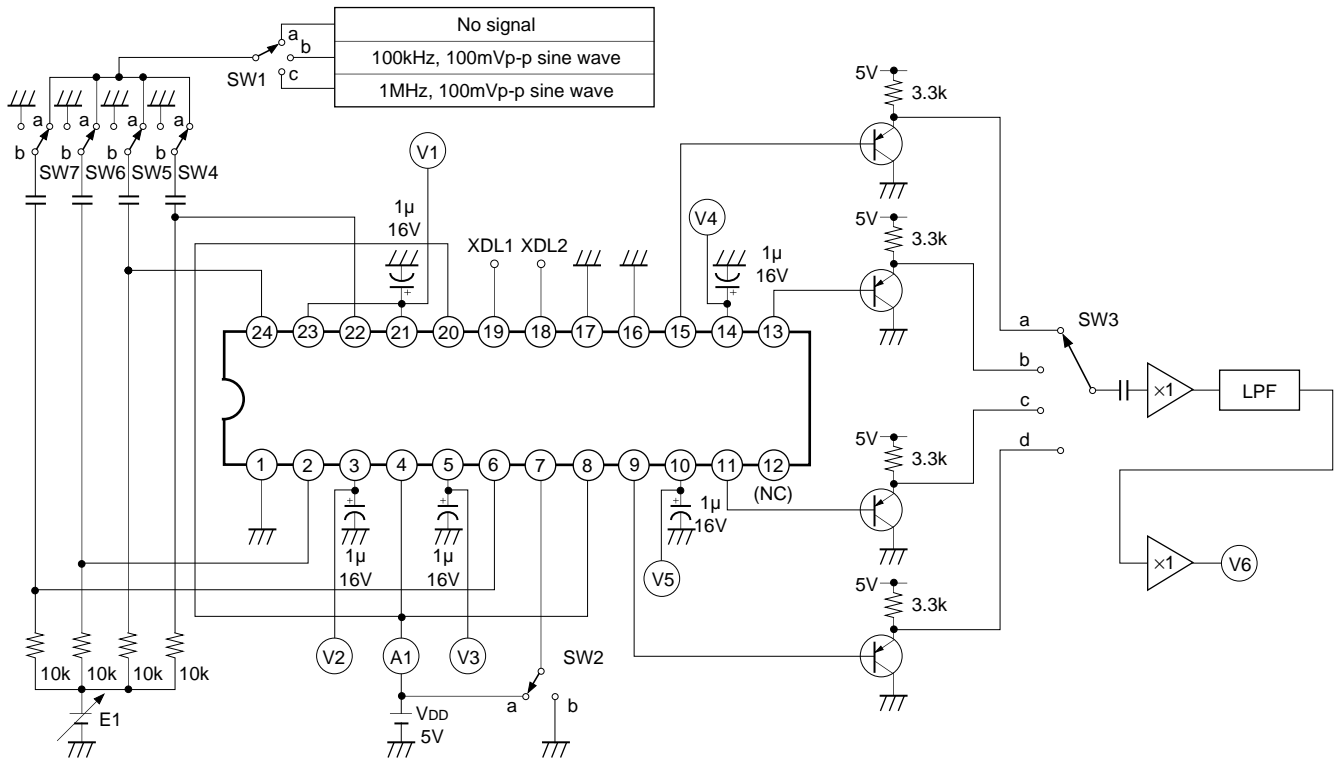 No signal
100kHz, 100mVp-p sine wave
1MHz, 100mVp-p sine wave
a
b
c
SW1
a
a
a
a
b
b
b
b
SW7
SW6
SW5
SW4
V1
1µ
16V
XDL1
XDL2
V4
1µ
16V
5V
3.3k
5V
3.3k
24
23
22
21
20
19
18
17
16
15
14
13
a
b
c
d
SW3
×1
LPF
1
2
3
4
5
6
7
8
9
10
11
12
(NC)
1µ
16V
1µ
16V
1µ
16V
V5
5V
3.3k
5V
3.3k
×1
V6
10k
10k
10k
10k
E1
V2
A1
V3
SW2
a
b
VDD
5V